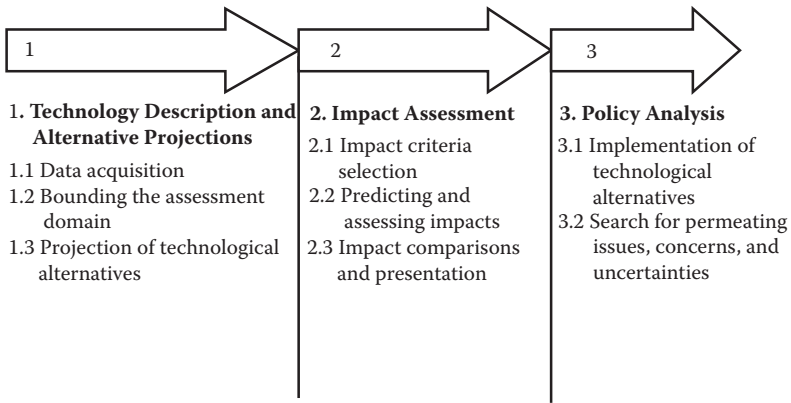 1
2
3
1. Technology Description and
Alternative Projections
1.1 Data acquisition
1.2 Bounding the assessment
domain
1.3 Projection of technological
alternatives
2. Impact Assessment
2.1 Impact criteria
selection
2.2 Predicting and
assessing impacts
2.3 Impact comparisons
and presentation
3. Policy Analysis
3.1 Implementation of
technological
alternatives
3.2 Search for permeating
issues, concerns, and
uncertainties